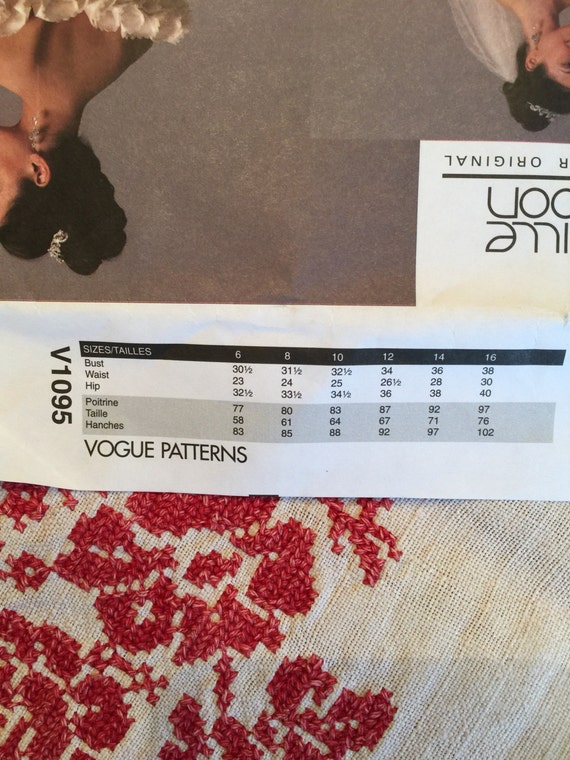 SIZES/TAILLES 6 8 10 12 14 16
Bust 30½ 31½ 32½ 34 36 38
Waist 23 24 25 26½ 28 30
Hip 32½ 33½ 34½ 36 38 40
Poitrine 77 80 83 87 92 97
Taille 58 61 64 67 71 76
Hanches 83 85 88 92 97 102
VOGUE PATTERNS
V1095
ORIGINAL